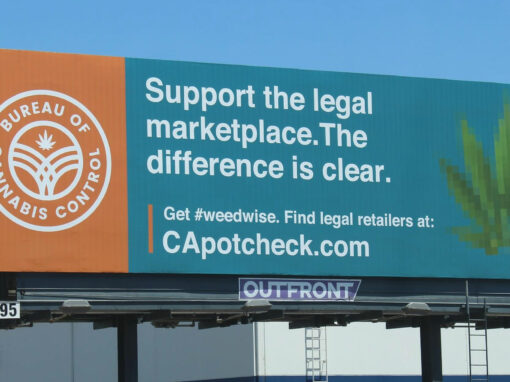 BUREAU OF
CANNABIS CONTROL
Support the legal
marketplace.The
difference is clear.
Get #weedwise. Find legal retailers at:
CApotcheck.com
OUTFRONT
95